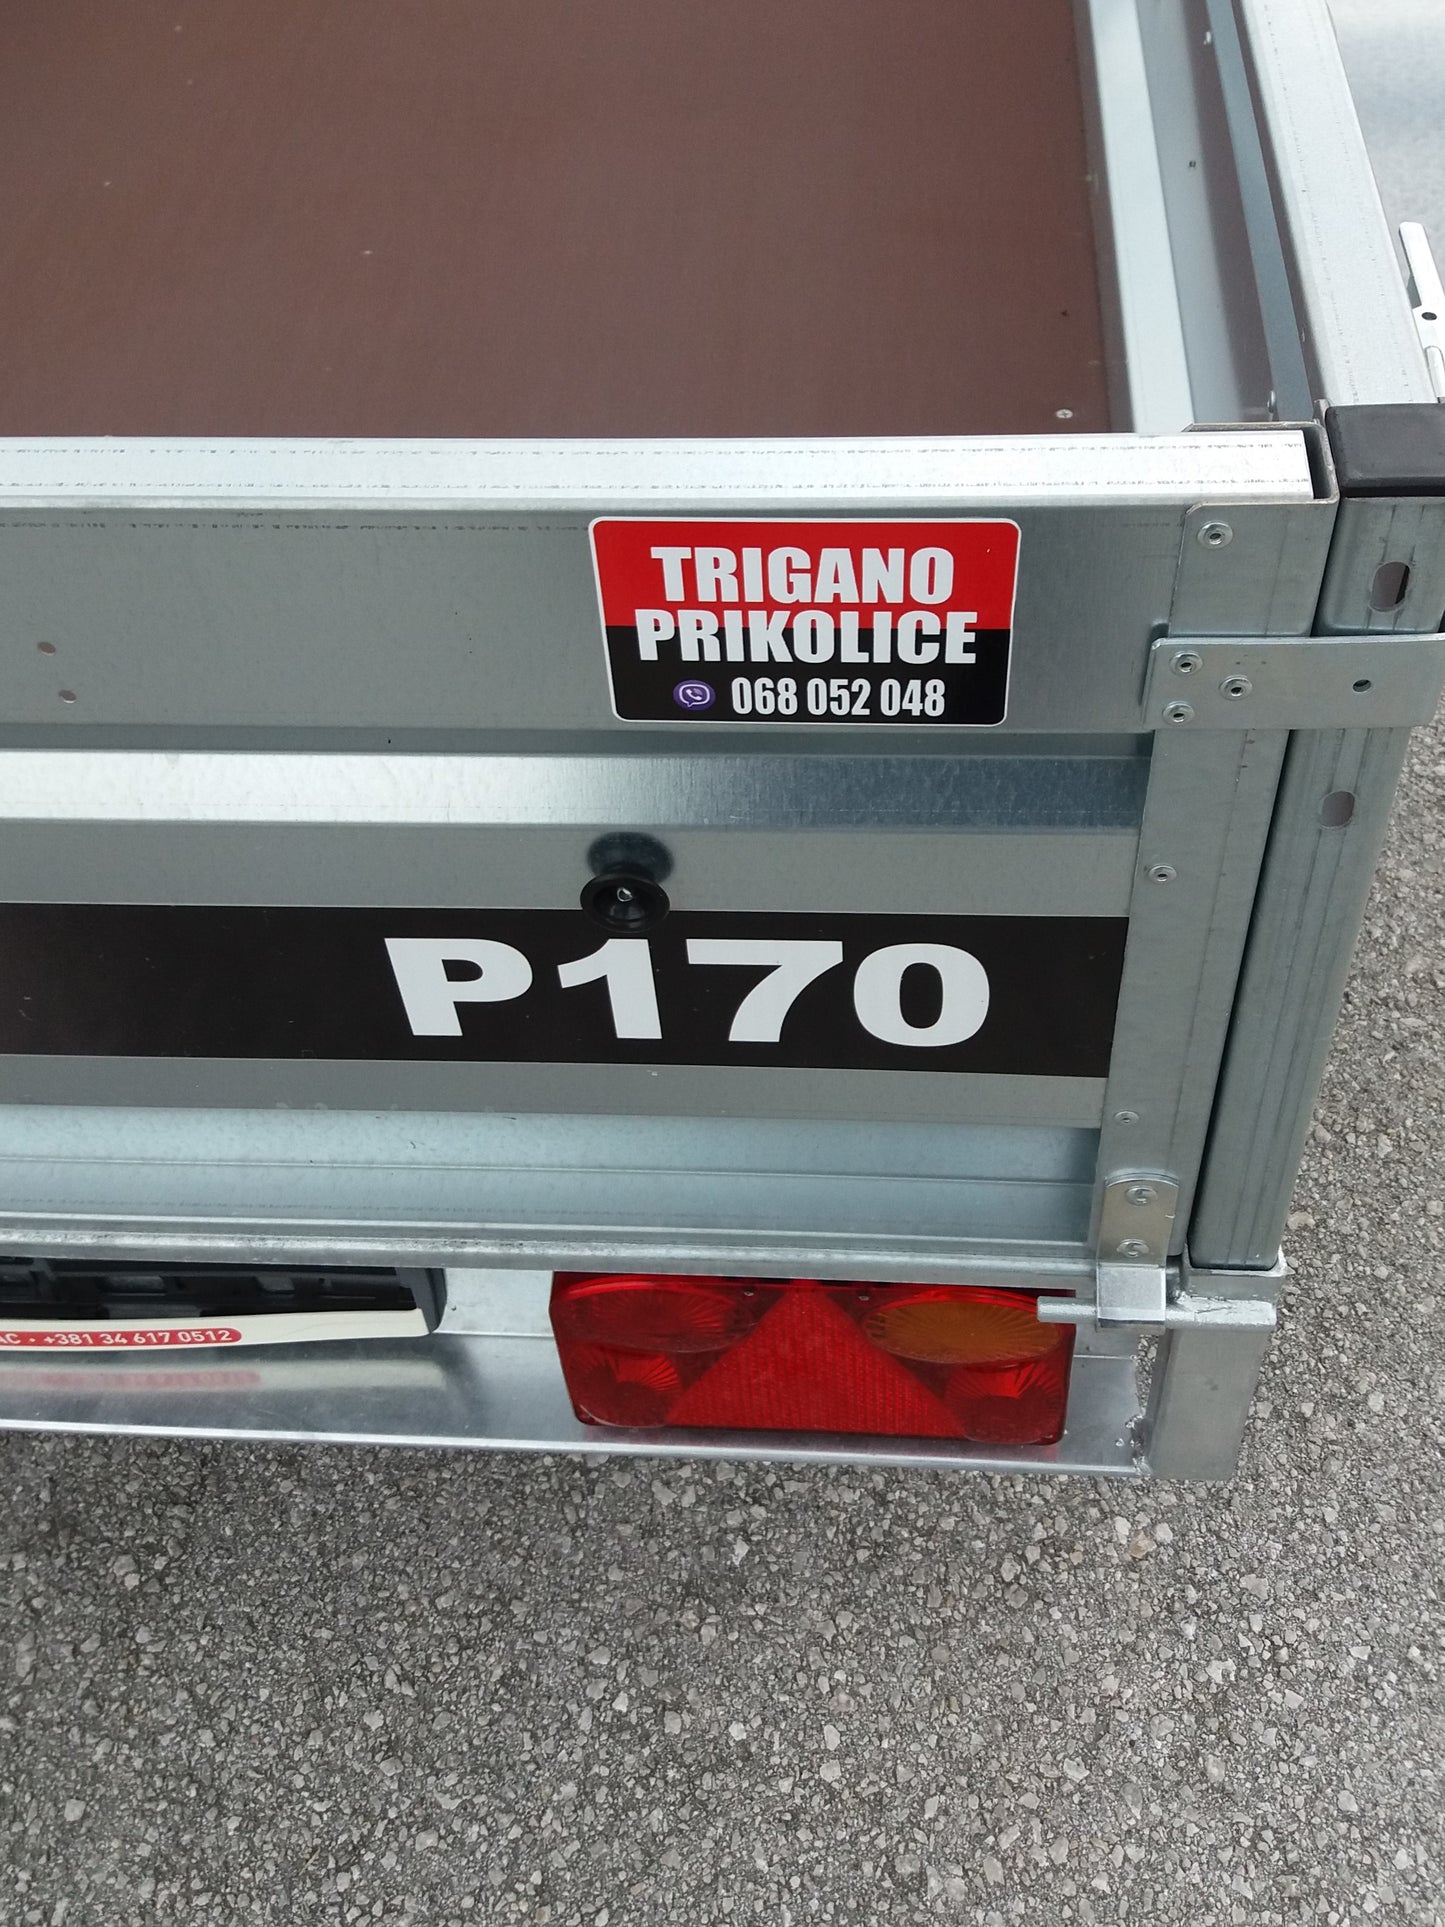 TRIGANO
PRIKOLICE
068 052 048
P170
+381 34 617 0512